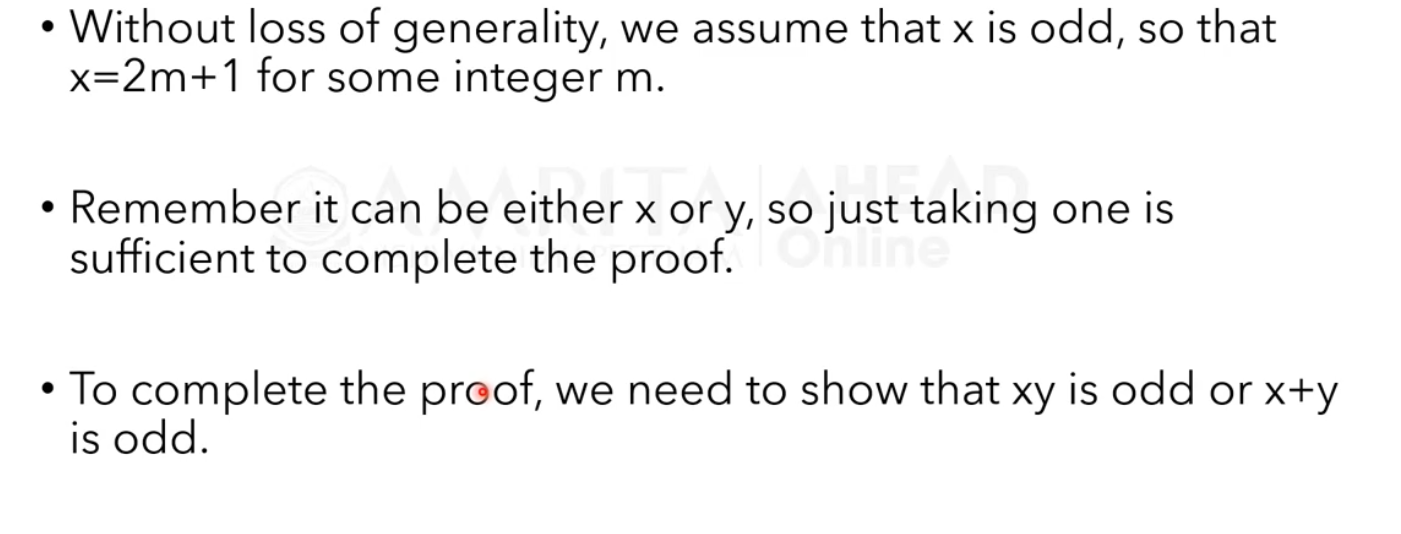 • Without loss of generality, we assume that x is odd, so that
x=2m+1 for some integer m.
AMRITA AHEAD
• Remember it can be either x or y, so just taking one is
Online
sufficient to complete the proof.
• To complete the proof, we need to show that xy is odd or x+y
is odd.